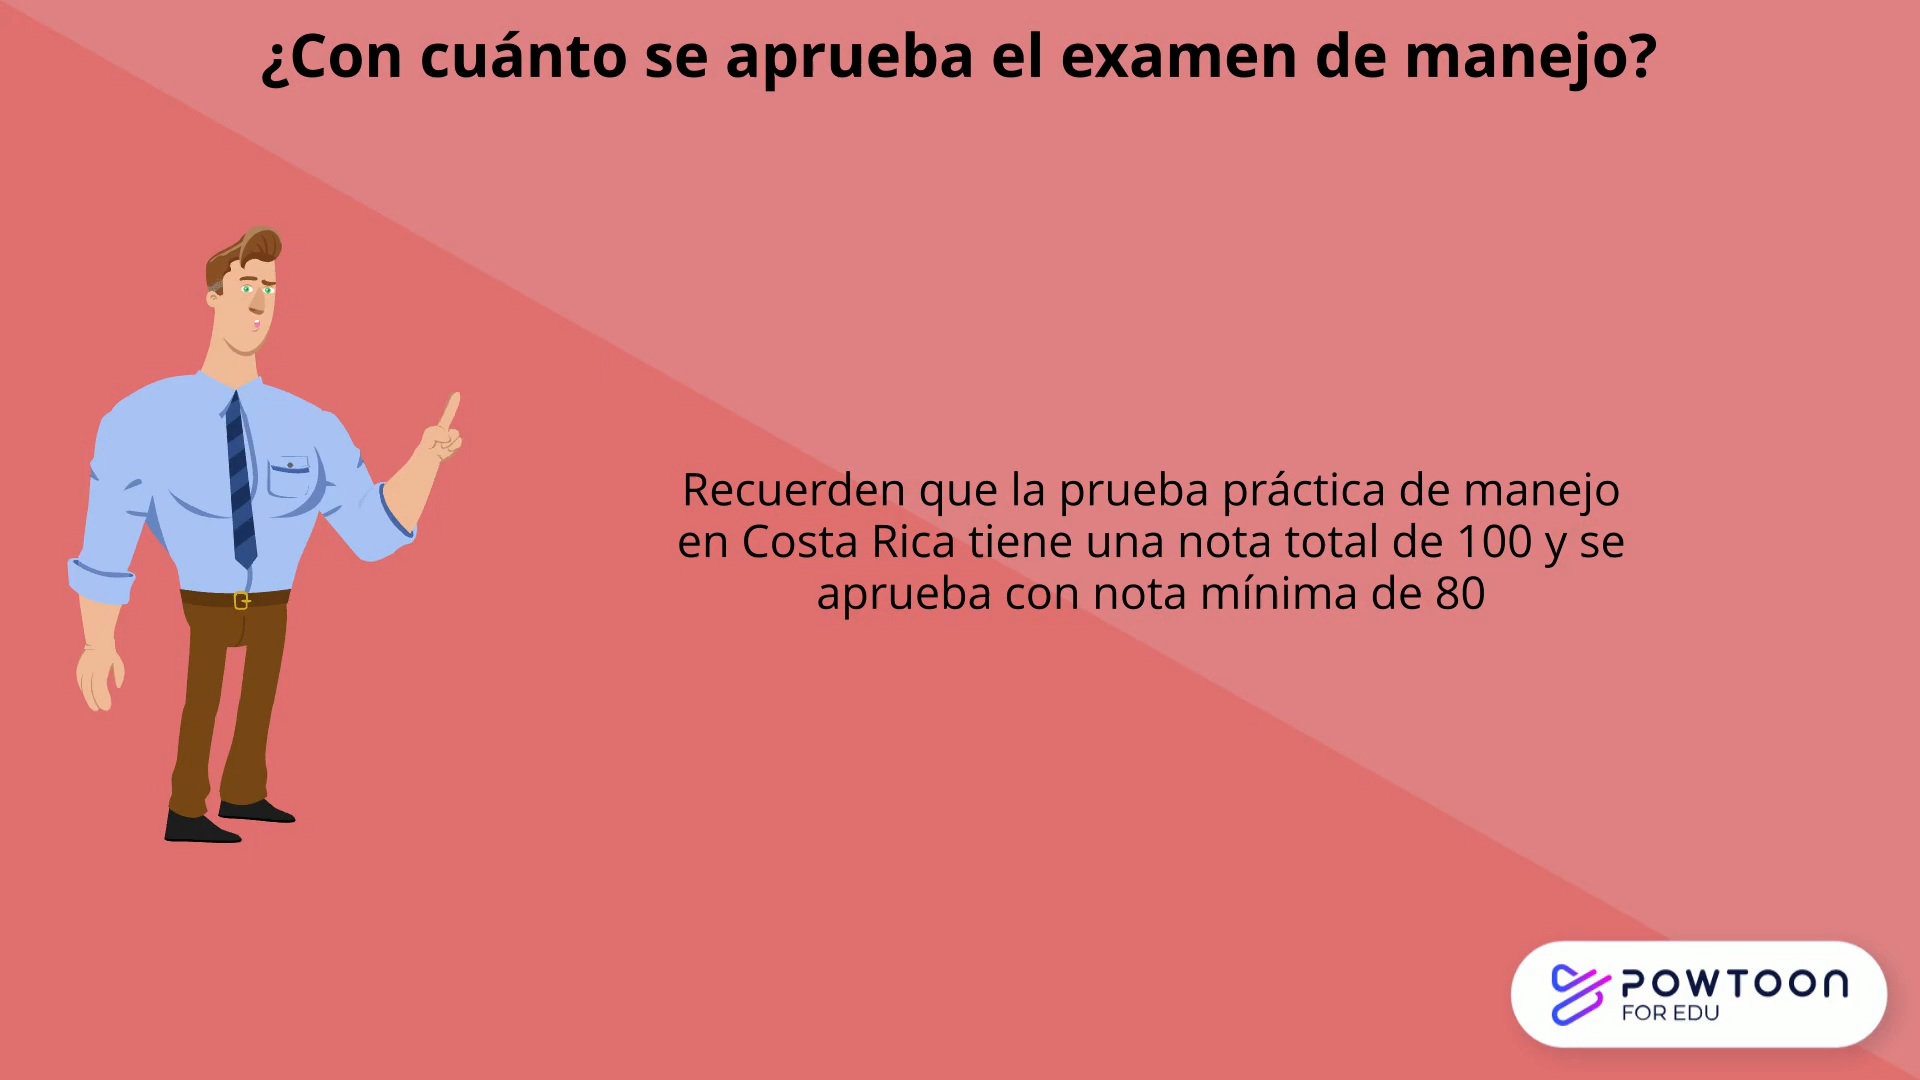 ¿Con cuánto se aprueba el examen de manejo?
Recuerden que la prueba práctica de manejo
en Costa Rica tiene una nota total de 100 y se
aprueba con nota mínima de 80
POWTOON
FOR EDU